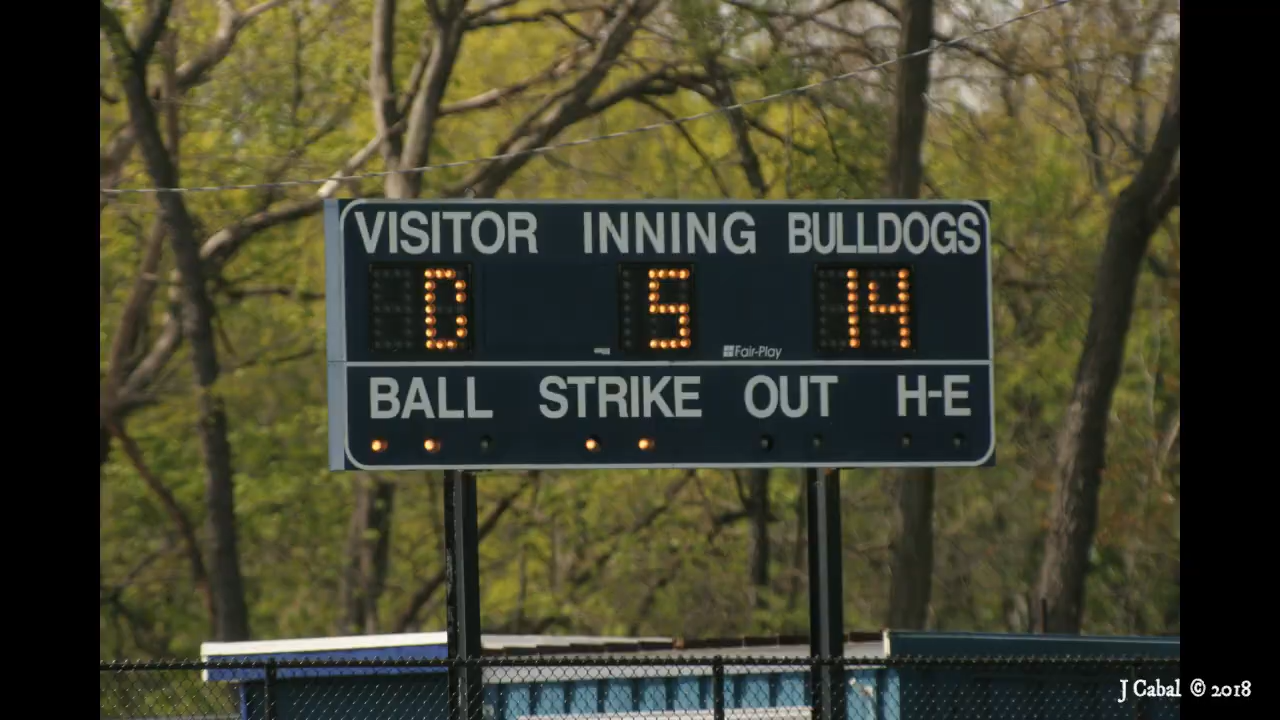 VISITOR INNING BULLDOGS
0 5 14
Fair-Play
BALL STRIKE OUT H-E
J Cabal © 2018